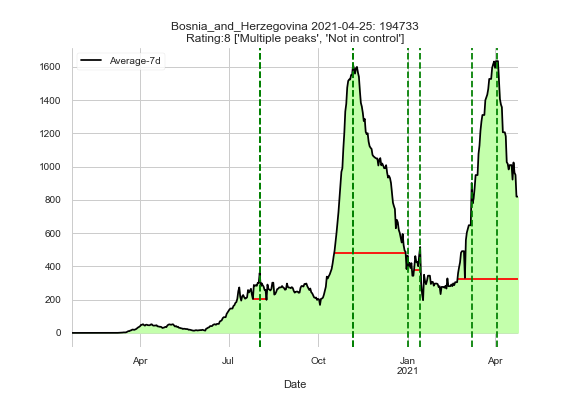 Bosnia_and_Herzegovina 2021-04-25: 194733
Rating:8 ['Multiple peaks', 'Not in control']
Average-7d
1600
1400
1200
1000
800
600
400
200
0
Apr
Jul
Oct
Jan
2021
Apr
Date